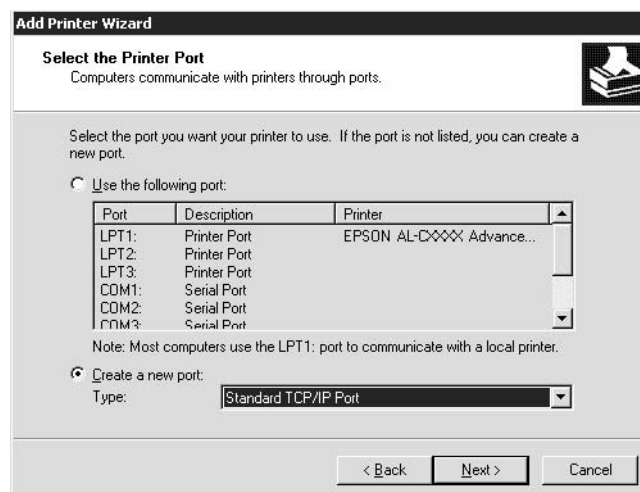 Add Printer Wizard
Select the Printer Port
Computers communicate with printers through ports.
Select the port you want your printer to use. If the port is not listed, you can create a
new port.
Use the following port:
Port Description Printer
LPT1: Printer Port EPSON AL-CXXXX Advance...
LPT2: Printer Port
LPT3: Printer Port
COM1: Serial Port
COM2: Serial Port
COM3: Serial Port
Note: Most computers use the LPT1: port to communicate with a local printer.
Create a new port:
Type: Standard TCP/IP Port
< Back Next > Cancel